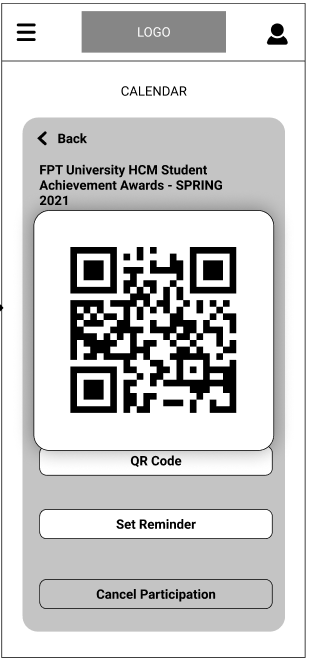 LOGO
CALENDAR
Back
FPT University HCM Student
Achievement Awards - SPRING
2021
QR Code
Set Reminder
Cancel Participation